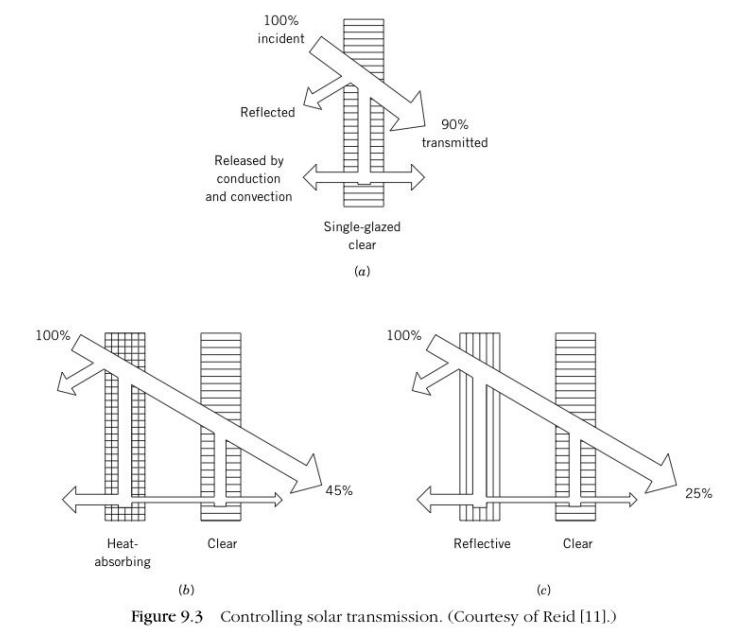 100%
incident
Reflected
90%
transmitted
Released by
conduction
and convection
Single-glazed
clear
(a)
100%
45%
Heat-
absorbing
Clear
(b)
100%
25%
Reflective
Clear
(c)
Figure 9.3 Controlling solar transmission. (Courtesy of Reid [11].)